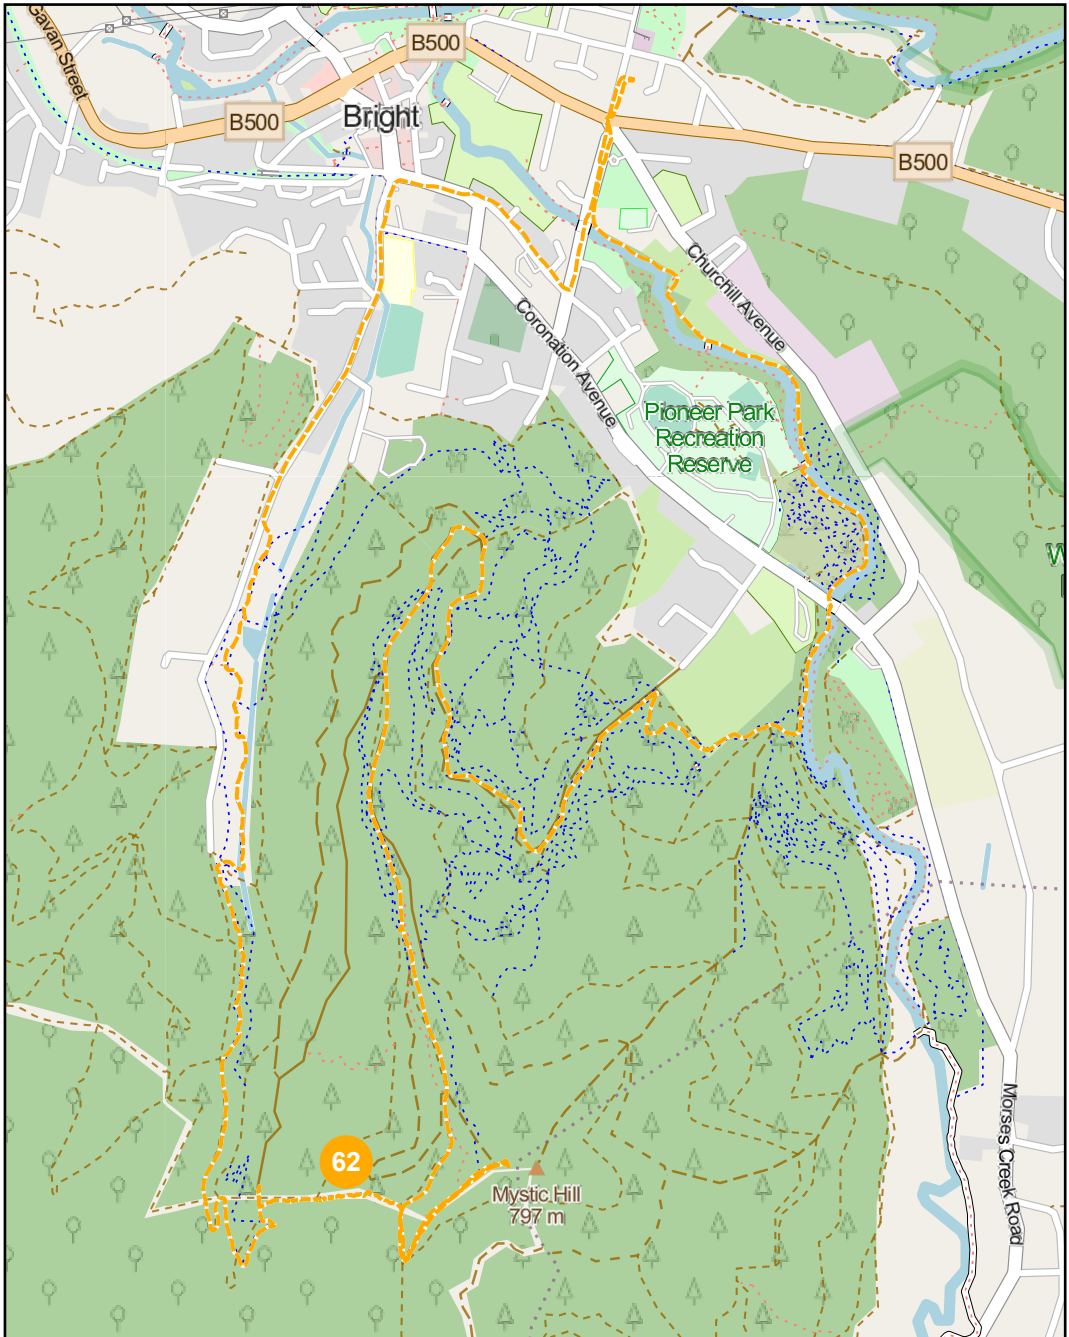 Gavan Street
B500
B500
Bright
B500
Churchill Avenue
Coronation Avenue
Pioneer Park
Recreation
Reserve
W
62
Mystic Hill
797 m
Morses Creek Road